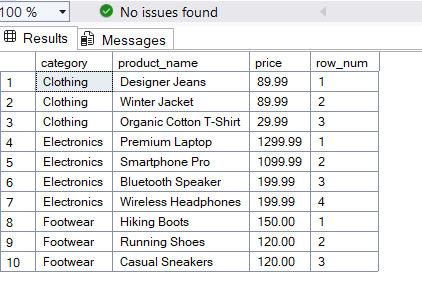 100 % No issues found
Results Messages
category product_name price row_num
1 Clothing Designer Jeans 89.99 1
2 Clothing Winter Jacket 89.99 2
3 Clothing Organic Cotton T-Shirt 29.99 3
4 Electronics Premium Laptop 1299.99 1
5 Electronics Smartphone Pro 1099.99 2
6 Electronics Bluetooth Speaker 199.99 3
7 Electronics Wireless Headphones 199.99 4
8 Footwear Hiking Boots 150.00 1
9 Footwear Running Shoes 120.00 2
10 Footwear Casual Sneakers 120.00 3